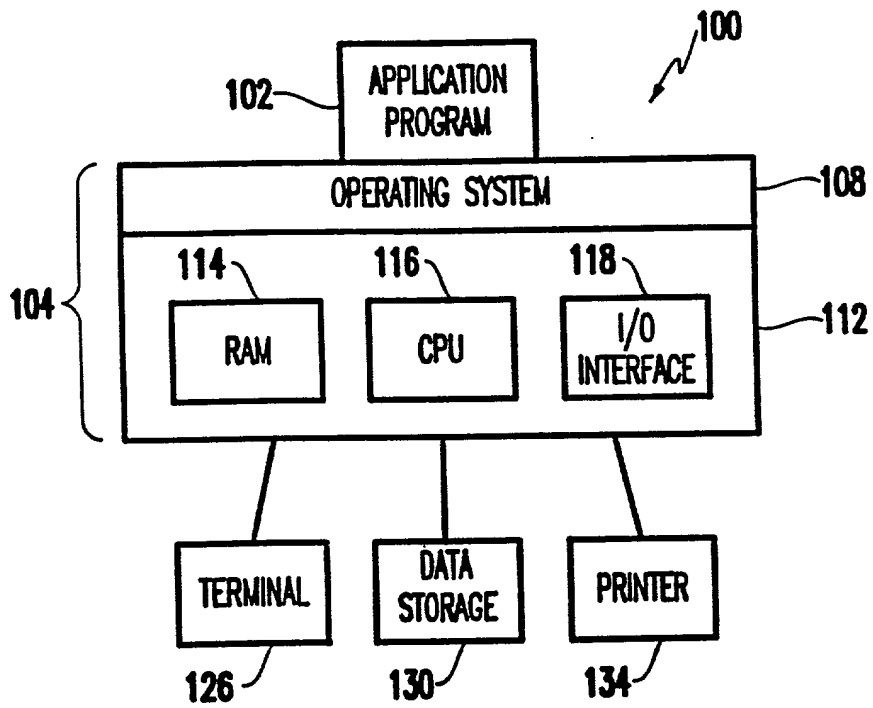 100
102
APPLICATION
PROGRAM
OPERATING SYSTEM
108
104
114
116
118
RAM
CPU
I/O
INTERFACE
112
TERMINAL
DATA
STORAGE
PRINTER
126
130
134